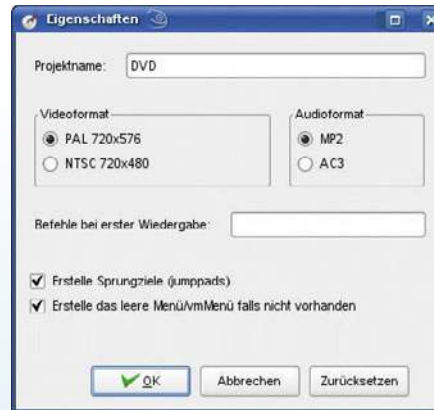 Eigenschaften
Projektname: DVD
Videoformat
PAL 720x576
NTSC 720x480
Audioformat
MP2
AC3
Befehle bei erster Wiedergabe:
Erstelle Sprungziele (jumppads)
Erstelle das leere Menü/vmMenü falls nicht vorhanden
OK Abbrechen Zurücksetzen